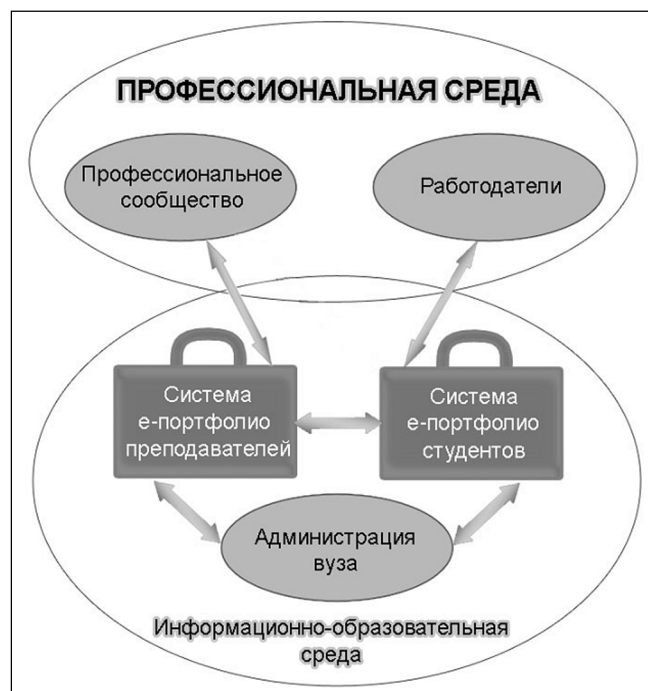 ПРОФЕССИОНАЛЬНАЯ СРЕДА
Профессиональное
сообщество
Работодатели
Система
е-портфолио
преподавателей
Система
е-портфолио
студентов
Администрация
вуза
Информационно-образовательная
среда